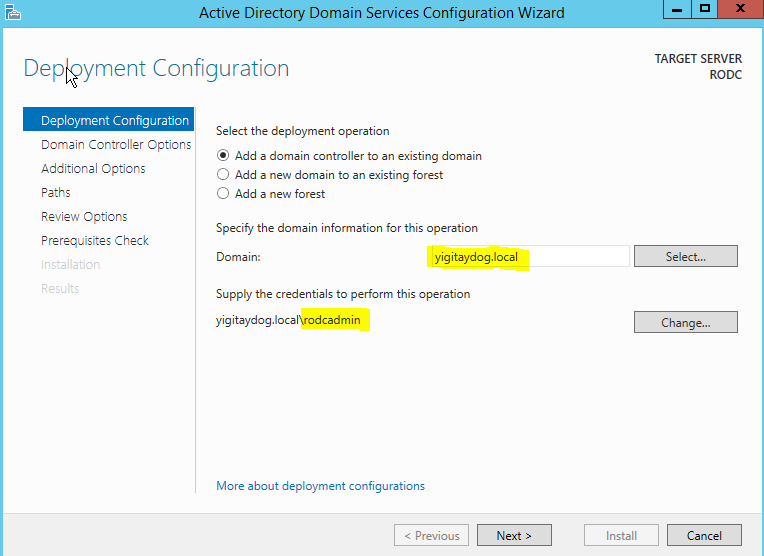 Active Directory Domain Services Configuration Wizard
Deployment Configuration
TARGET SERVER
RODC
Deployment Configuration
Domain Controller Options
Additional Options
Paths
Review Options
Prerequisites Check
Installation
Results
Select the deployment operation
Add a domain controller to an existing domain
Add a new domain to an existing forest
Add a new forest
Specify the domain information for this operation
Domain: yigitaydog.local Select...
Supply the credentials to perform this operation
yigitaydog.local\rodcadmin Change...
More about deployment configurations
< Previous Next > Install Cancel